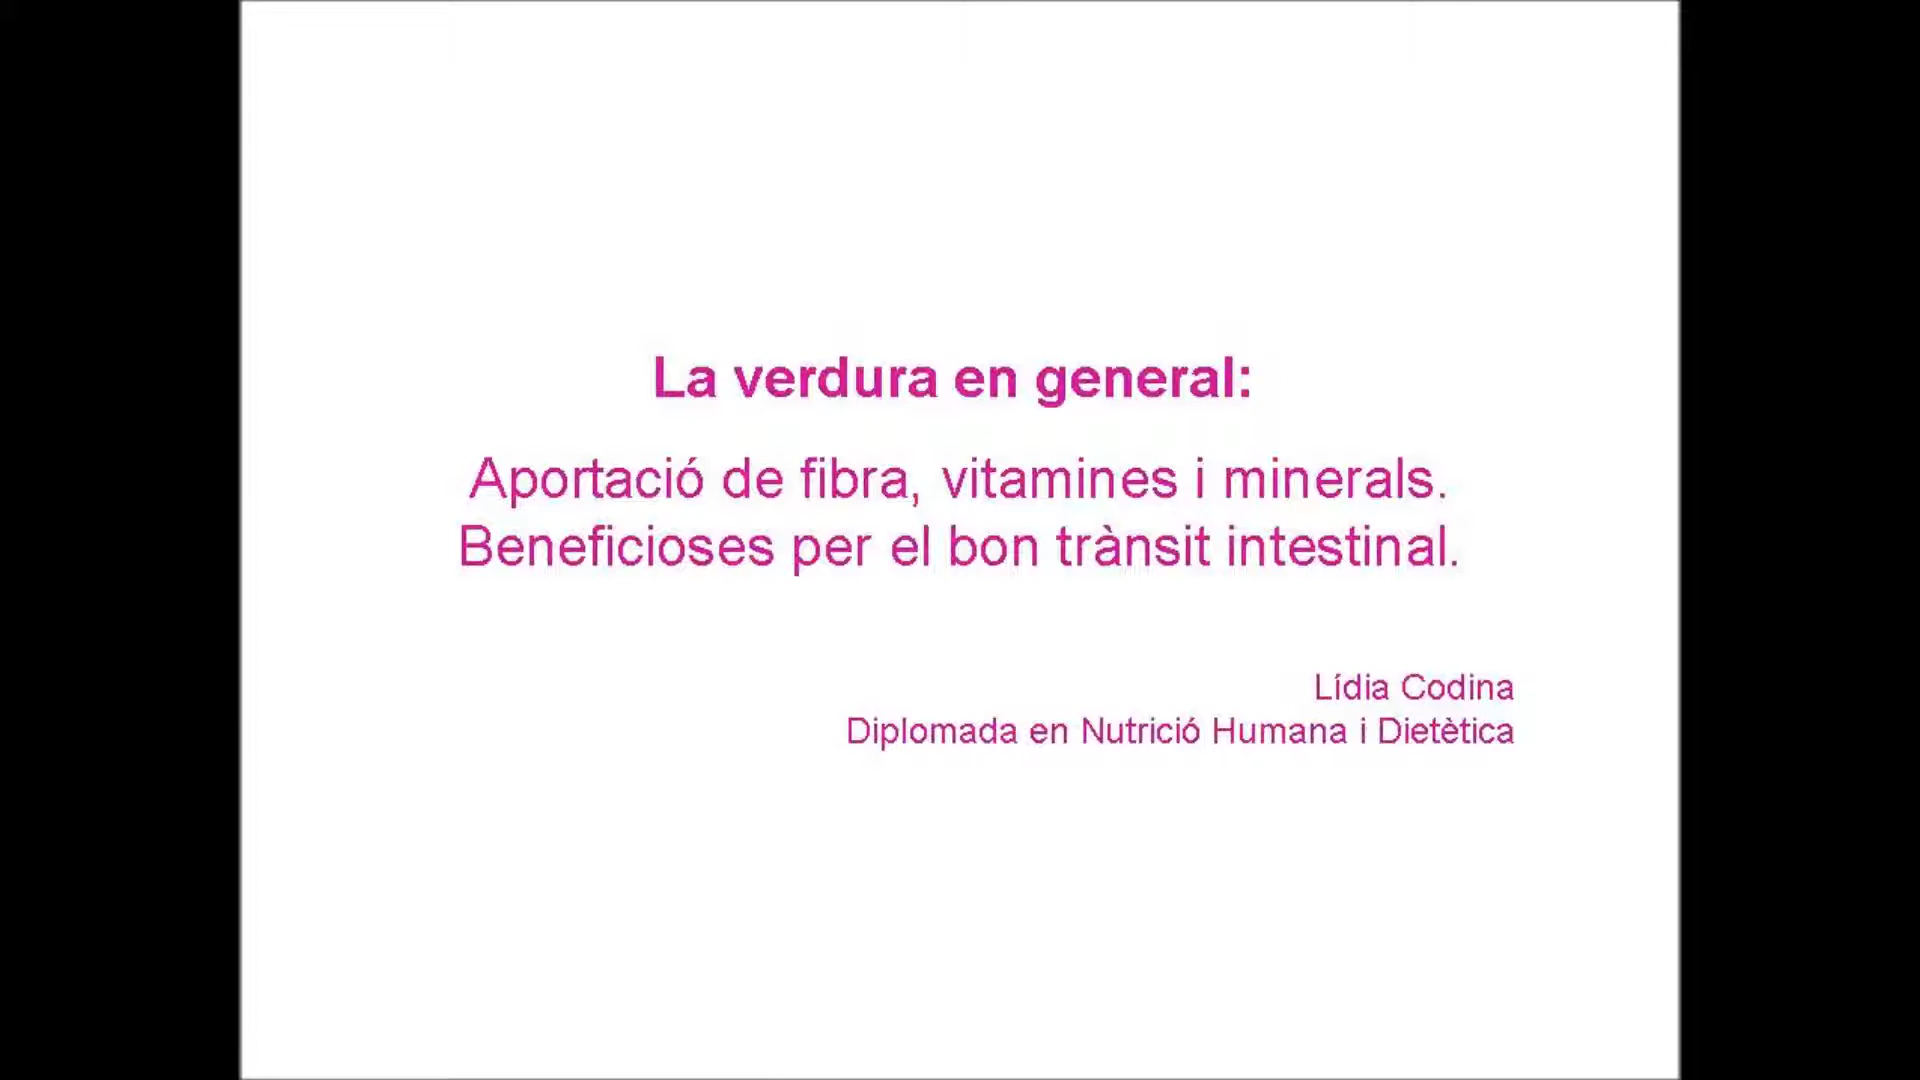 La verdura en general:
Aportació de fibra, vitamines i minerals.
Beneficioses per el bon trànsit intestinal.
Lídia Codina
Diplomada en Nutrició Humana i Dietètica